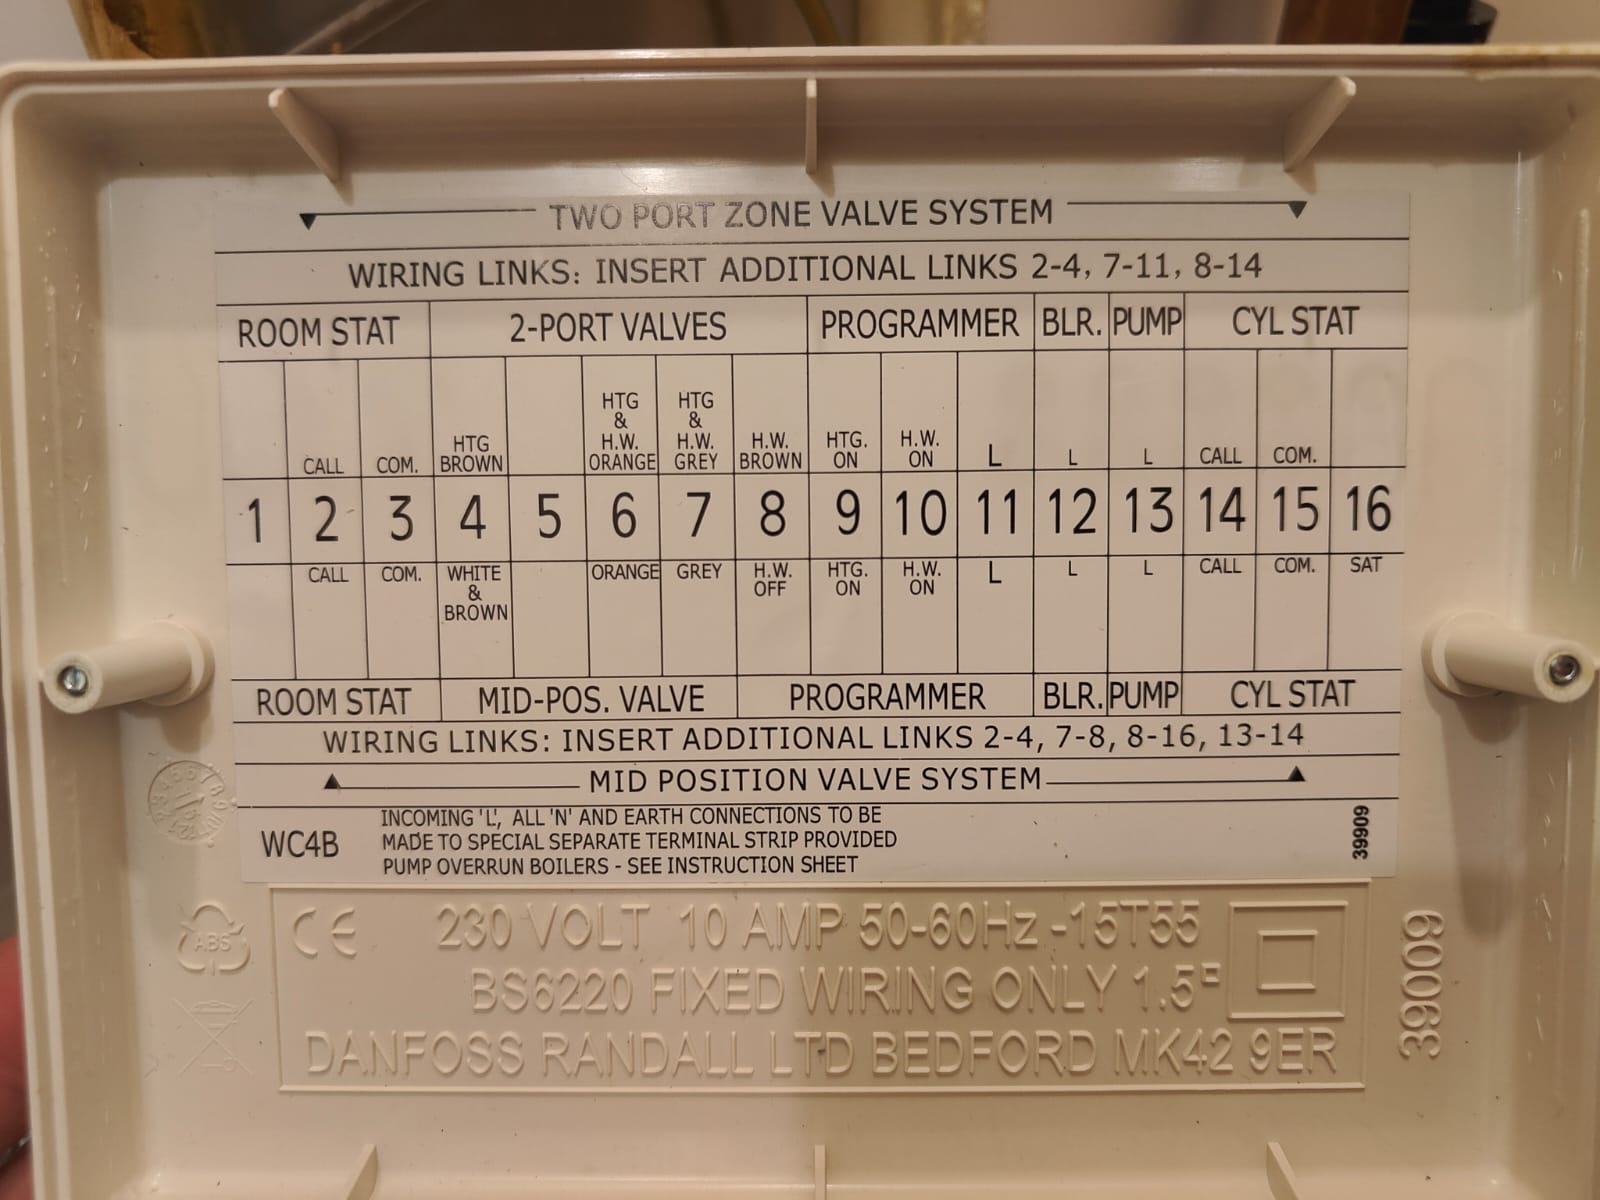 TWO PORT ZONE VALVE SYSTEM
WIRING LINKS: INSERT ADDITIONAL LINKS 2-4, 7-11, 8-14
ROOM STAT 2-PORT VALVES PROGRAMMER BLR. PUMP CYL STAT
CALL
COM.
HTG
BROWN
HTG
&
H.W.
ORANGE
HTG
&
H.W.
GREY
H.W.
BROWN
HTG.
ON
H.W.
ON
L
L
L
CALL
COM.
1 2 3 4 5 6 7 8 9 10 11 12 13 14 15 16
CALL
COM.
WHITE
&
BROWN
ORANGE
GREY
H.W.
OFF
HTG.
ON
H.W.
ON
L
L
L
CALL
COM.
SAT
ROOM STAT MID-POS. VALVE PROGRAMMER BLR. PUMP CYL STAT
WIRING LINKS: INSERT ADDITIONAL LINKS 2-4, 7-8, 8-16, 13-14
MID POSITION VALVE SYSTEM
WC4B
INCOMING 'L', ALL 'N' AND EARTH CONNECTIONS TO BE
MADE TO SPECIAL SEPARATE TERMINAL STRIP PROVIDED
PUMP OVERRUN BOILERS - SEE INSTRUCTION SHEET
39909
ABS
CE 230 VOLT 10 AMP 50-60Hz -15T55
BS6220 FIXED WIRING ONLY 1.5
DANFOSS RANDALL LTD BEDFORD MK42 9ER
39009